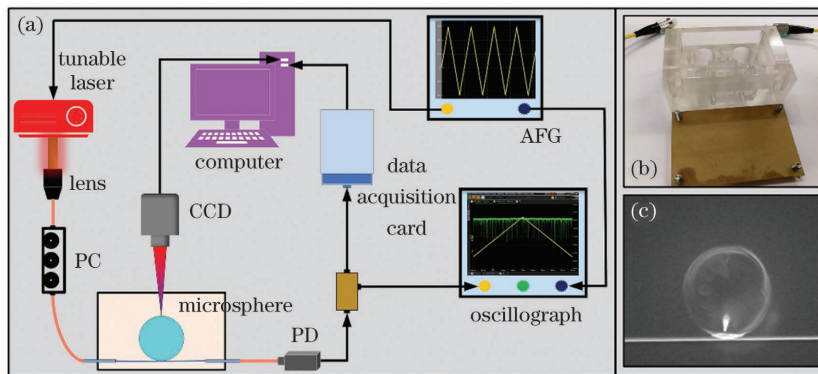 (a)
tunable
laser
lens
PC
CCD
computer
microsphere
PD
data
acquisition
card
AFG
oscillograph
(b)
(c)